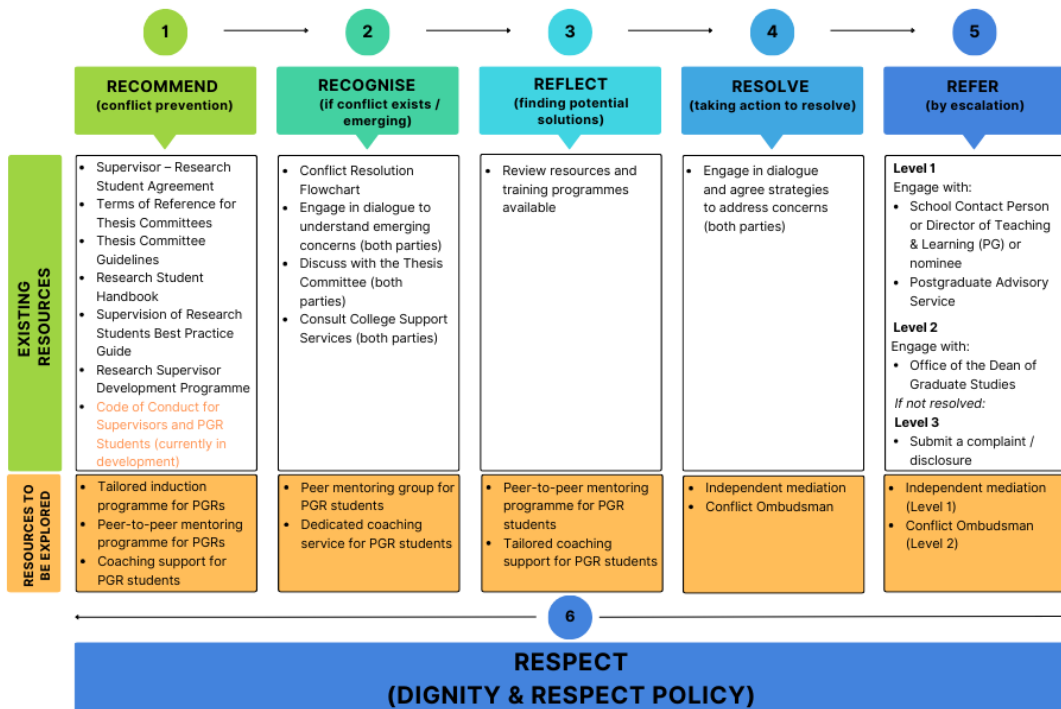 1
2
3
4
5
RECOMMEND
(conflict prevention)
RECOGNISE
(if conflict exists /
emerging)
REFLECT
(finding potential
solutions)
RESOLVE
(taking action to resolve)
REFER
(by escalation)
EXISTING
RESOURCES
• Supervisor – Research
Student Agreement
• Terms of Reference for
Thesis Committees
• Thesis Committee
Guidelines
• Research Student
Handbook
• Supervision of Research
Students Best Practice
Guide
• Research Supervisor
Development Programme
• Code of Conduct for
Supervisors and PGR
Students (currently in
development)
• Conflict Resolution
Flowchart
• Engage in dialogue to
understand emerging
concerns (both parties)
• Discuss with the Thesis
Committee (both
parties)
• Consult College Support
Services (both parties)
• Review resources and
training programmes
available
• Engage in dialogue
and agree strategies
to address concerns
(both parties)
Level 1
Engage with:
• School Contact Person
or Director of Teaching
& Learning (PG) or
nominee
• Postgraduate Advisory
Service
Level 2
Engage with:
• Office of the Dean of
Graduate Studies
If not resolved:
Level 3
• Submit a complaint /
disclosure
RESOURCES TO
BE EXPLORED
• Tailored induction
programme for PGRs
• Peer-to-peer mentoring
programme for PGRs
• Coaching support for
PGR students
• Peer mentoring group for
PGR students
• Dedicated coaching
service for PGR students
• Peer-to-peer mentoring
programme for PGR
students
• Tailored coaching
support for PGR students
• Independent mediation
• Conflict Ombudsman
• Independent mediation
(Level 1)
• Conflict Ombudsman
(Level 2)
6
RESPECT
(DIGNITY & RESPECT POLICY)